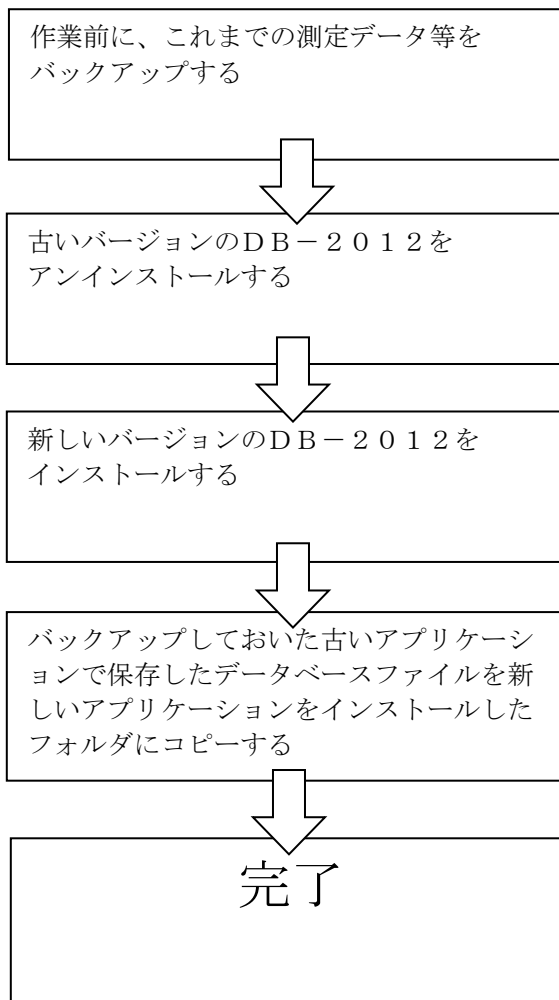 作業前に、これまでの測定データ等を
バックアップする
古いバージョンのDB－２０１２を
アンインストールする
新しいバージョンのDB－２０１２を
インストールする
バックアップしておいた古いアプリケーシ
ョンで保存したデータベースファイルを新
しいアプリケーションをインストールした
フォルダにコピーする
完了